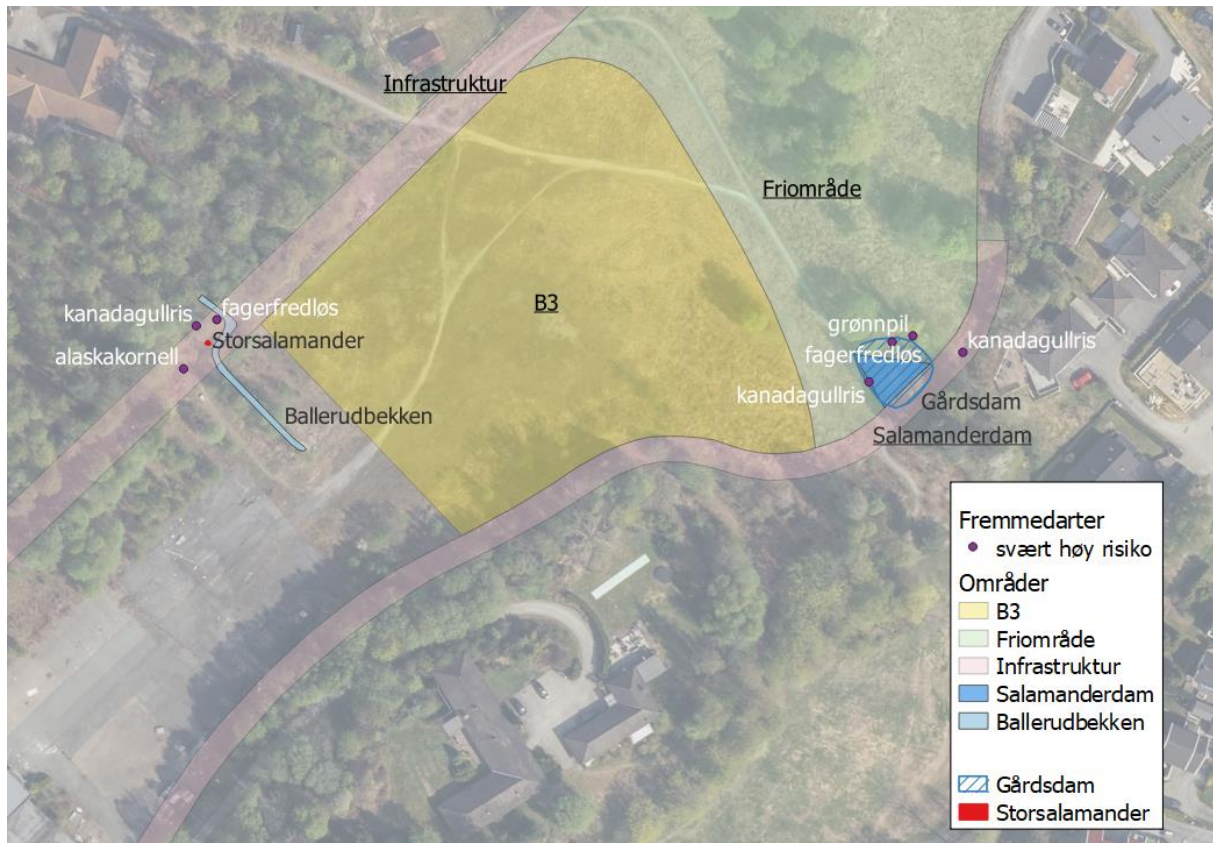 Infrastruktur
Friområde
B3
kanadagullris
fagerfredløs
Storsalamander
alaskakornell
Ballerudbekken
grønnpil
kanadagullris
fagerfredløs
kanadagullris
Gårdsdam
Salamanderdam
Fremmedarter
svært høy risiko
Områder
B3
Friområde
Infrastruktur
Salamanderdam
Ballerudbekken
Gårdsdam
Storsalamander